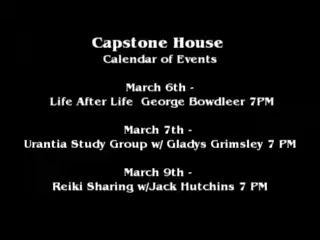 Capstone House
Calendar of Events
March 6th -
Life After Life George Bowdleer 7PM
March 7th -
Urantia Study Group w/ Gladys Grimsley 7 PM
March 9th -
Reiki Sharing w/Jack Hutchins 7 PM